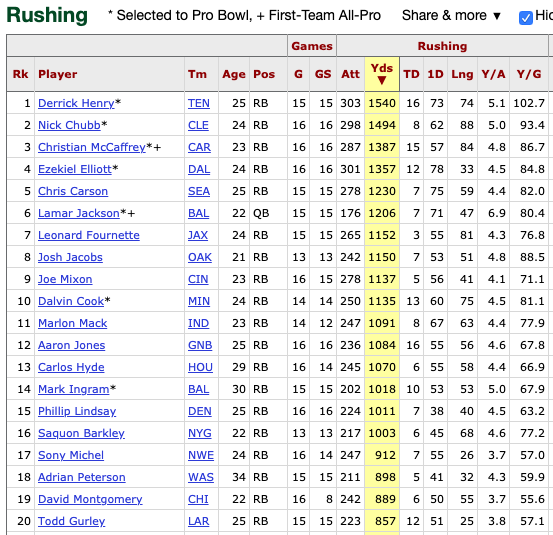 Rushing * Selected to Pro Bowl, + First-Team All-Pro Share & more ▼ Hid
Games Rushing
Rk Player Tm Age Pos G GS Att Yds ▼ TD 1D Lng Y/A Y/G
1 Derrick Henry* TEN 25 RB 15 15 303 1540 16 73 74 5.1 102.7
2 Nick Chubb* CLE 24 RB 16 16 298 1494 8 62 88 5.0 93.4
3 Christian McCaffrey*+ CAR 23 RB 16 16 287 1387 15 57 84 4.8 86.7
4 Ezekiel Elliott* DAL 24 RB 16 16 301 1357 12 78 33 4.5 84.8
5 Chris Carson SEA 25 RB 15 15 278 1230 7 75 59 4.4 82.0
6 Lamar Jackson*+ BAL 22 QB 15 15 176 1206 7 71 47 6.9 80.4
7 Leonard Fournette JAX 24 RB 15 15 265 1152 3 55 81 4.3 76.8
8 Josh Jacobs OAK 21 RB 13 13 242 1150 7 53 51 4.8 88.5
9 Joe Mixon CIN 23 RB 16 15 278 1137 5 56 41 4.1 71.1
10 Dalvin Cook* MIN 24 RB 14 14 250 1135 13 60 75 4.5 81.1
11 Marlon Mack IND 23 RB 14 12 247 1091 8 67 63 4.4 77.9
12 Aaron Jones GNB 25 RB 16 16 236 1084 16 55 56 4.6 67.8
13 Carlos Hyde HOU 29 RB 16 14 245 1070 6 55 58 4.4 66.9
14 Mark Ingram* BAL 30 RB 15 15 202 1018 10 53 53 5.0 67.9
15 Phillip Lindsay DEN 25 RB 16 16 224 1011 7 38 40 4.5 63.2
16 Saquon Barkley NYG 22 RB 13 13 217 1003 6 45 68 4.6 77.2
17 Sony Michel NWE 24 RB 16 14 247 912 7 55 26 3.7 57.0
18 Adrian Peterson WAS 34 RB 15 15 211 898 5 41 32 4.3 59.9
19 David Montgomery CHI 22 RB 16 8 242 889 6 50 55 3.7 55.6
20 Todd Gurley LAR 25 RB 15 15 223 857 12 51 25 3.8 57.1